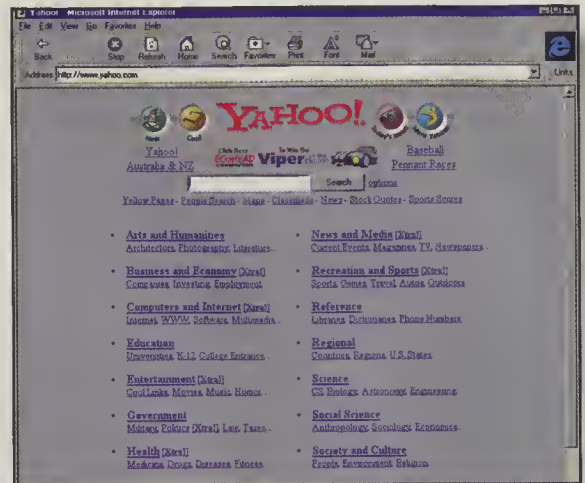 Yahoo! - Microsoft Internet Explorer
File Edit View Go Favorites Help
Back Stop Refresh Home Search Favorites Print Font Mail
Address http://www.yahoo.com Links
New Cool YAHOO!
Yahoo! Australia & NZ
Click Here To Win the Viper
Baseball Pennant Races
Search options
Yellow Pages - People Search - Maps - Classifieds - News - Stock Quotes - Sports Scores
• Arts and Humanities
Architecture, Photography, Literature...
• Business and Economy [Xtra!]
Companies, Investing, Employment
• Computers and Internet [Xtra!]
Internet, WWW, Software, Multimedia...
• Education
Universities, K-12, College Entrance...
• Entertainment [Xtra!]
Cool Links, Movies, Music, Humor...
• Government
Military, Politics [Xtra!], Law, Taxes...
• Health [Xtra!]
Medicine, Drugs, Diseases, Fitness
• News and Media [Xtra!]
Current Events, Magazines, TV, Newspapers...
• Recreation and Sports [Xtra!]
Sports, Games, Travel, Autos, Outdoors
• Reference
Libraries, Dictionaries, Phone Numbers
• Regional
Countries, Regions, U.S. States
• Science
CS, Biology, Astronomy, Engineering
• Social Science
Anthropology, Sociology, Economics...
• Society and Culture
People, Environment, Religion